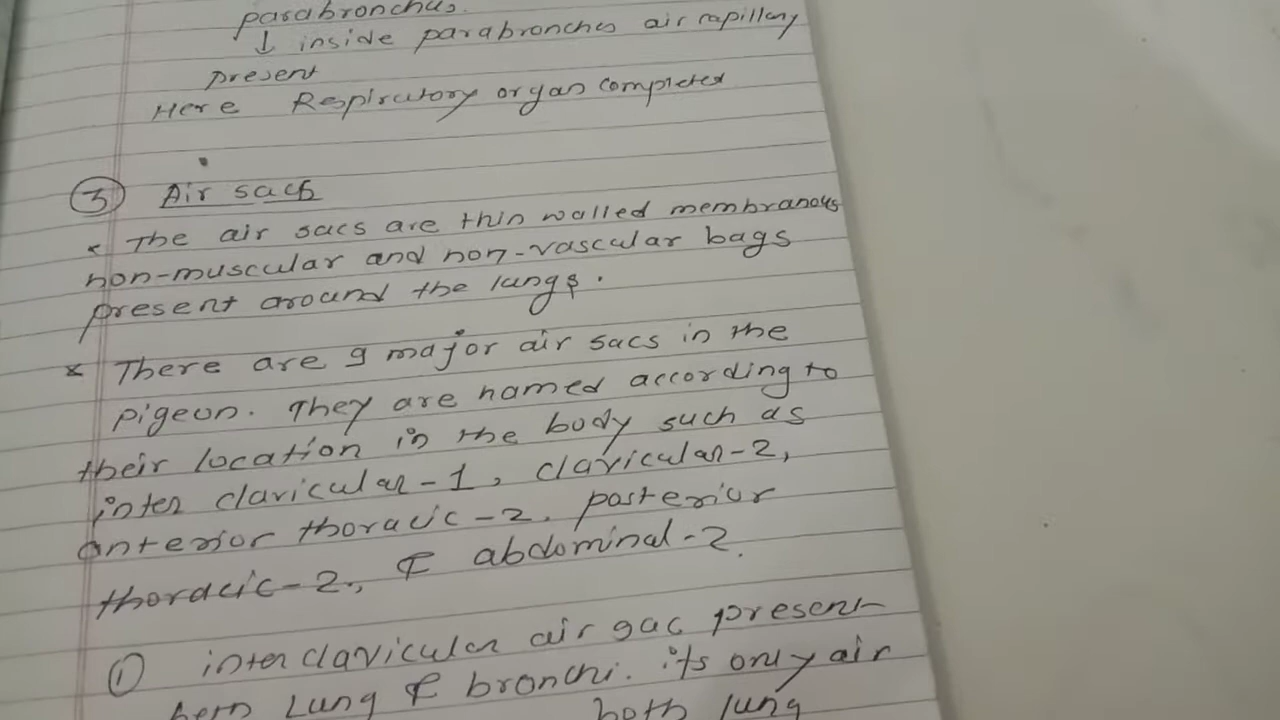 parabronchus.
↓ inside parabronchus air capillary
present
Here Respiratory organ completed
③ Air sacs
* The air sacs are thin walled membranous
non-muscular and non-vascular bags
present around the lungs.
* There are 9 major air sacs in the
pigeon. They are named according to
their location in the body such as
inter clavicular-1, clavicular-2,
anterior thoracic-2. posterior
thoracic-2., & abdominal-2.
① interclavicular air sac present
Lung & bronchi. its only air
both lung